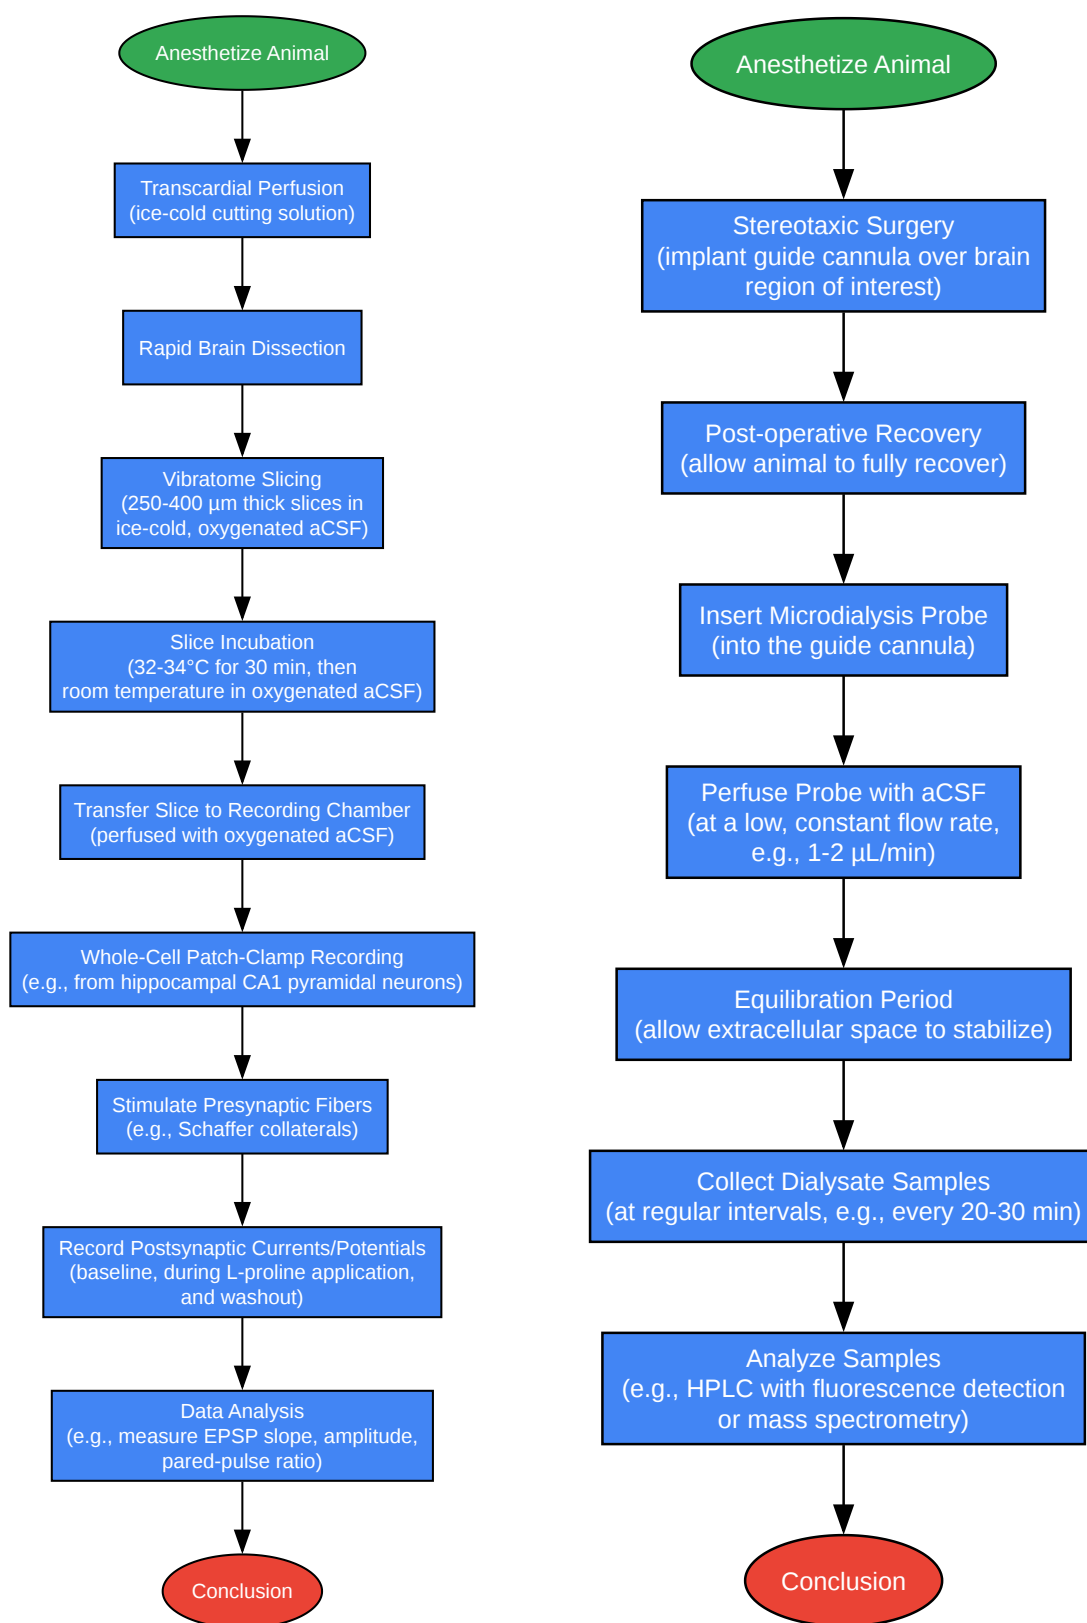 Anesthetize Animal
Transcardial Perfusion
(ice-cold cutting solution)
Rapid Brain Dissection
Vibratome Slicing
(250-400 µm thick slices in
ice-cold, oxygenated aCSF)
Slice Incubation
(32-34°C for 30 min, then
room temperature in oxygenated aCSF)
Transfer Slice to Recording Chamber
(perfused with oxygenated aCSF)
Whole-Cell Patch-Clamp Recording
(e.g., from hippocampal CA1 pyramidal neurons)
Stimulate Presynaptic Fibers
(e.g., Schaffer collaterals)
Record Postsynaptic Currents/Potentials
(baseline, during L-proline application,
and washout)
Data Analysis
(e.g., measure EPSP slope, amplitude,
pared-pulse ratio)
Conclusion
Anesthetize Animal
Stereotaxic Surgery
(implant guide cannula over brain
region of interest)
Post-operative Recovery
(allow animal to fully recover)
Insert Microdialysis Probe
(into the guide cannula)
Perfuse Probe with aCSF
(at a low, constant flow rate,
e.g., 1-2 µL/min)
Equilibration Period
(allow extracellular space to stabilize)
Collect Dialysate Samples
(at regular intervals, e.g., every 20-30 min)
Analyze Samples
(e.g., HPLC with fluorescence detection
or mass spectrometry)
Conclusion